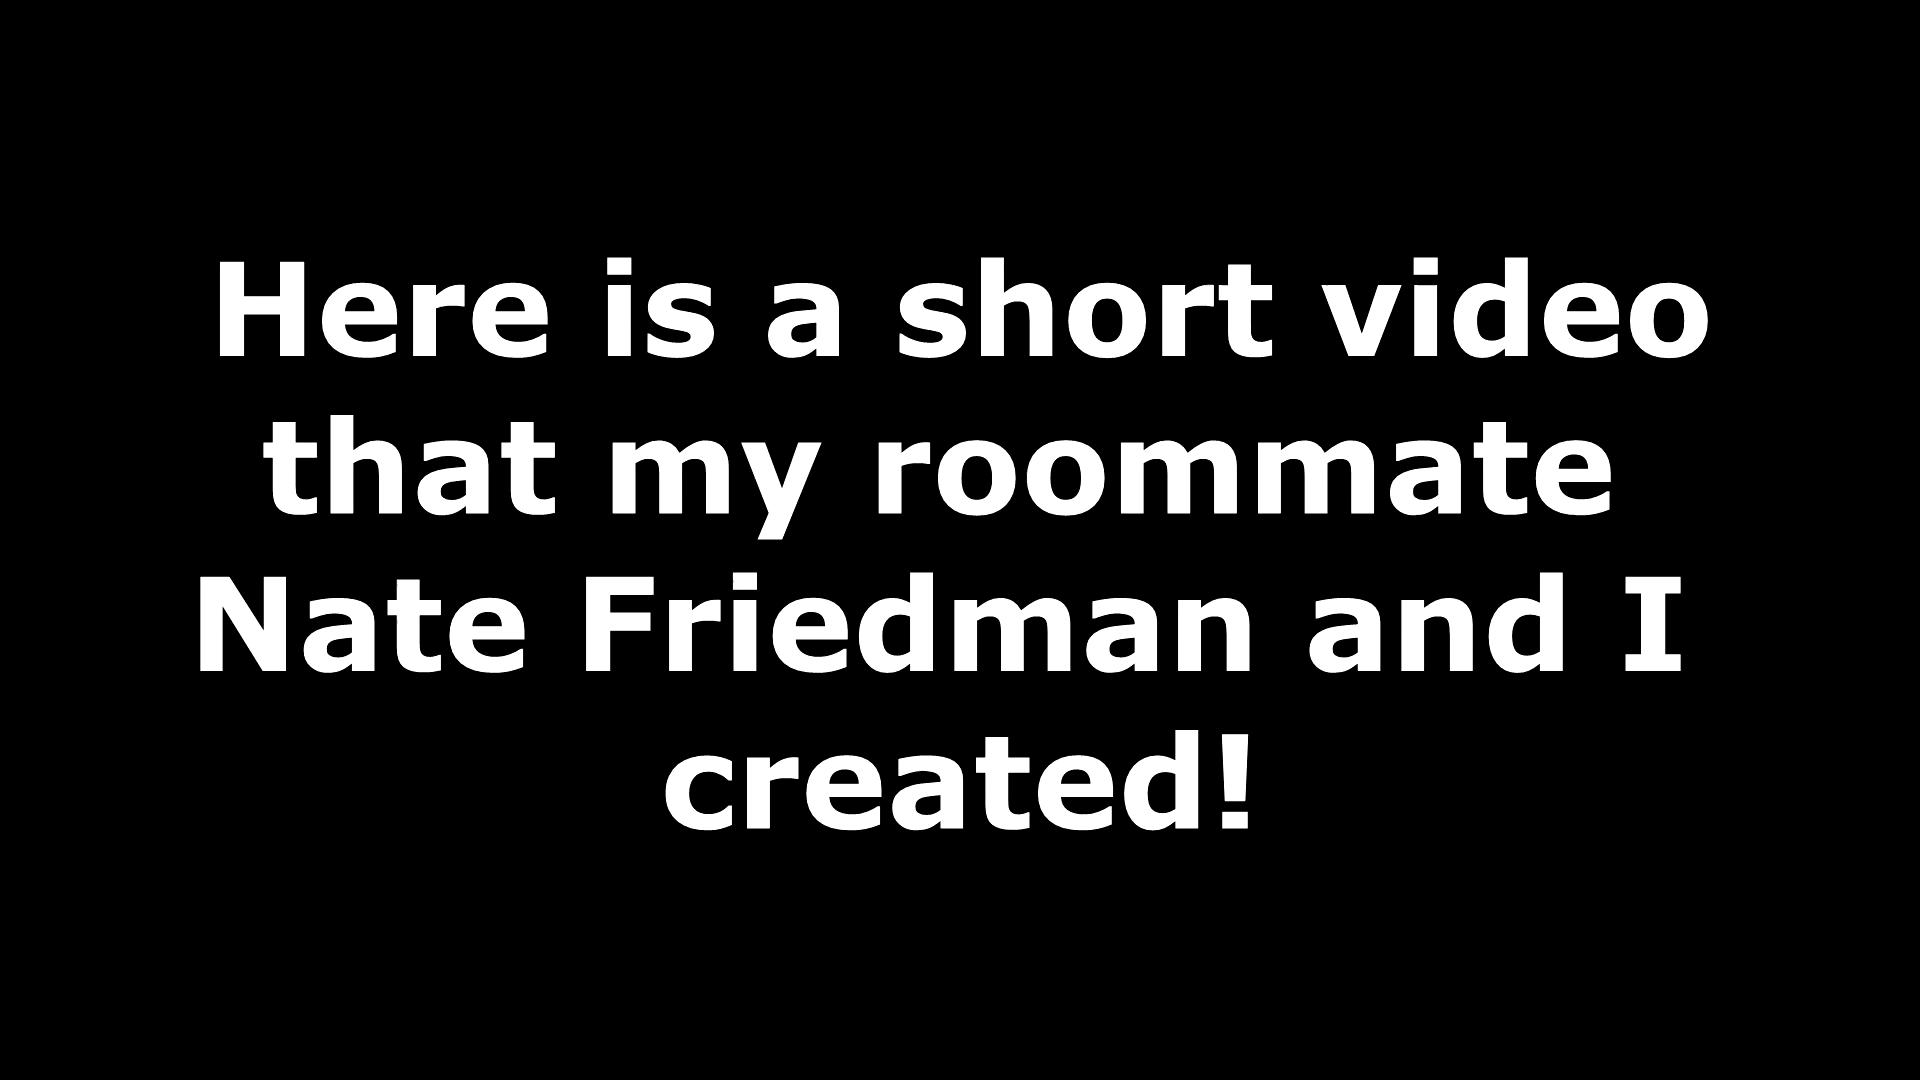 Here is a short video
that my roommate
Nate Friedman and I
created!